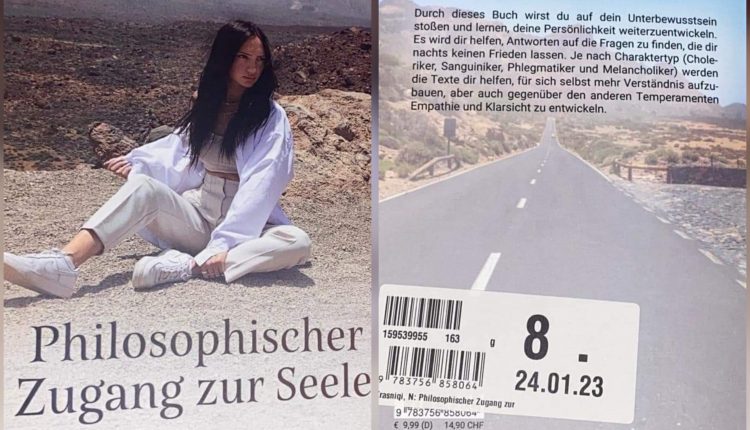 Philosophischer
Zugang zur Seele
Durch dieses Buch wirst du auf dein Unterbewusstsein
stoßen und lernen, deine Persönlichkeit weiterzuentwickeln.
Es wird dir helfen, Antworten auf die Fragen zu finden, die dir
nachts keinen Frieden lassen. Je nach Charaktertyp (Chole-
riker, Sanguiniker, Phlegmatiker und Melancholiker) werden
die Texte dir helfen, für sich selbst mehr Verständnis aufzu-
bauen, aber auch gegenüber den anderen Temperamenten
Empathie und Klarsicht zu entwickeln.
159539955 163
g
8 .
24.01.23
9 783756 858064
rasniqi, N: Philosophischer Zugang zur
9 783756 858064
€ 9,99 (D) 14,90 CHF